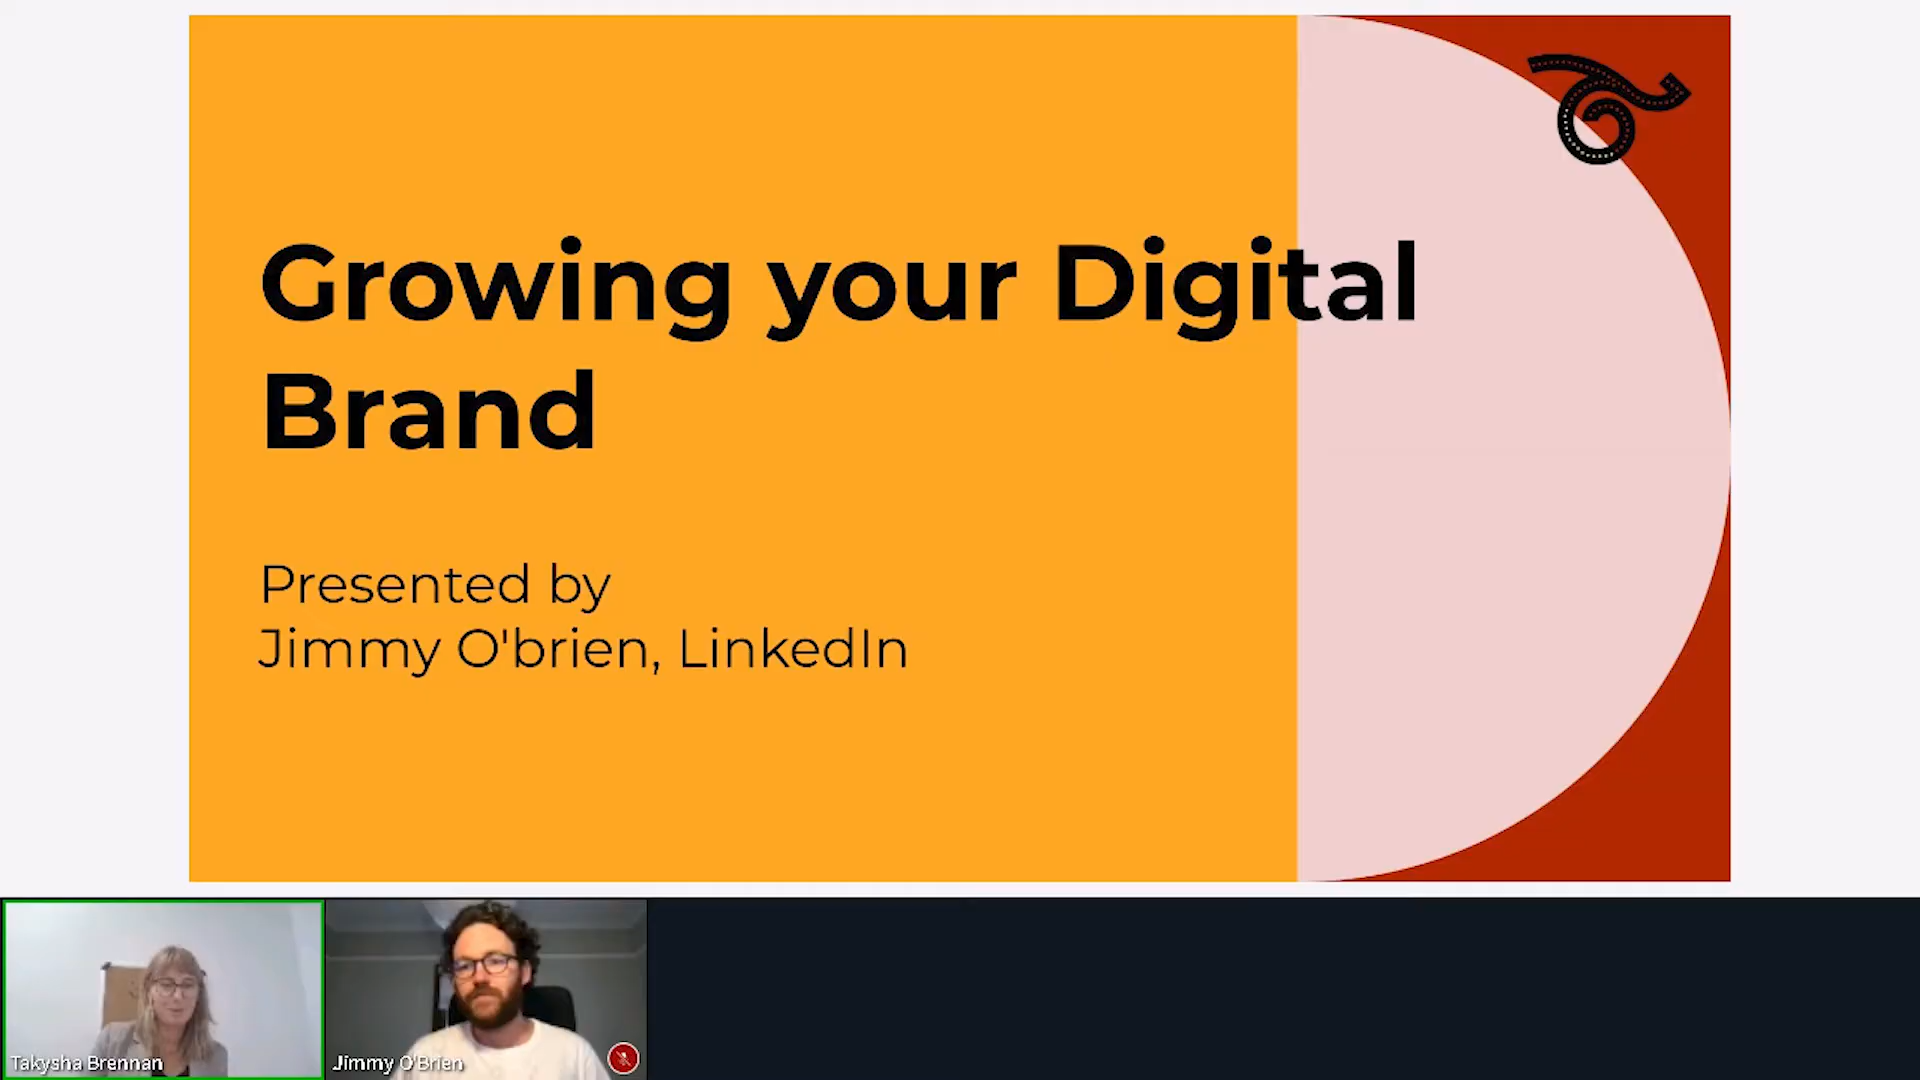 Growing your Digital
Brand
Presented by
Jimmy O'brien, LinkedIn
Takysha Brennan
Jimmy O'Brien